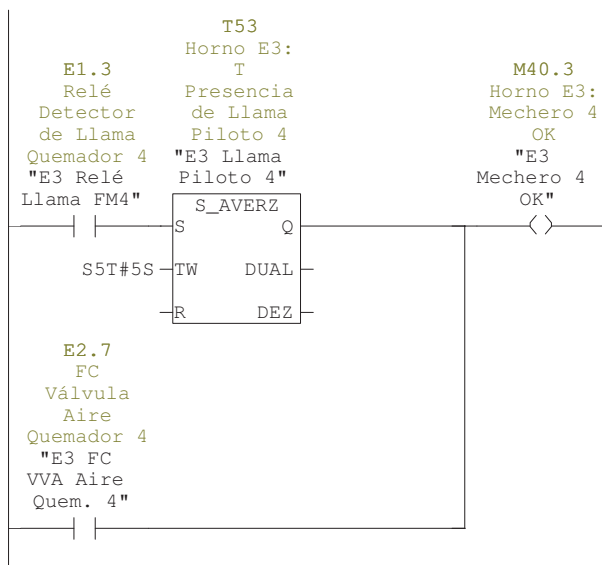 T53
Horno E3:
T
Presencia
de Llama
Piloto 4
"E3 Llama
Piloto 4"
E1.3
Relé
Detector
de Llama
Quemador 4
"E3 Relé
Llama FM4"
M40.3
Horno E3:
Mechero 4
OK
"E3
Mechero 4
OK"
S_AVERZ
S Q
S5T#5S TW DUAL
R DEZ
E2.7
FC
Válvula
Aire
Quemador 4
"E3 FC
VVA Aire
Quem. 4"